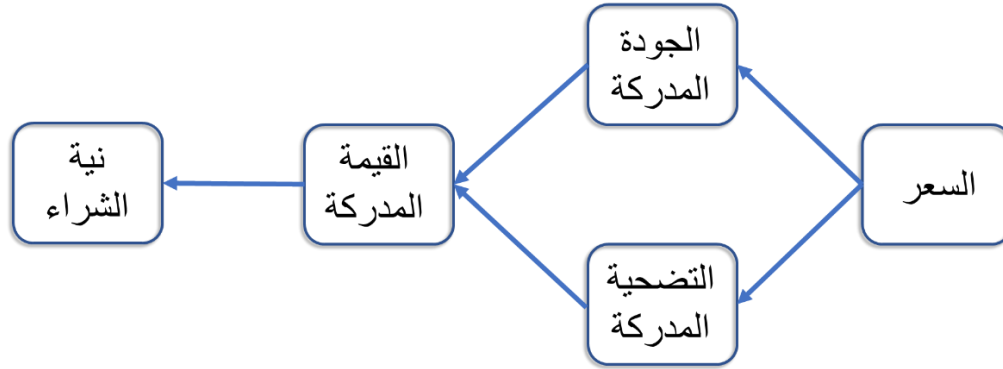 السعر
الجودة
المدركة
التضحية
المدركة
القيمة
المدركة
نية
الشراء